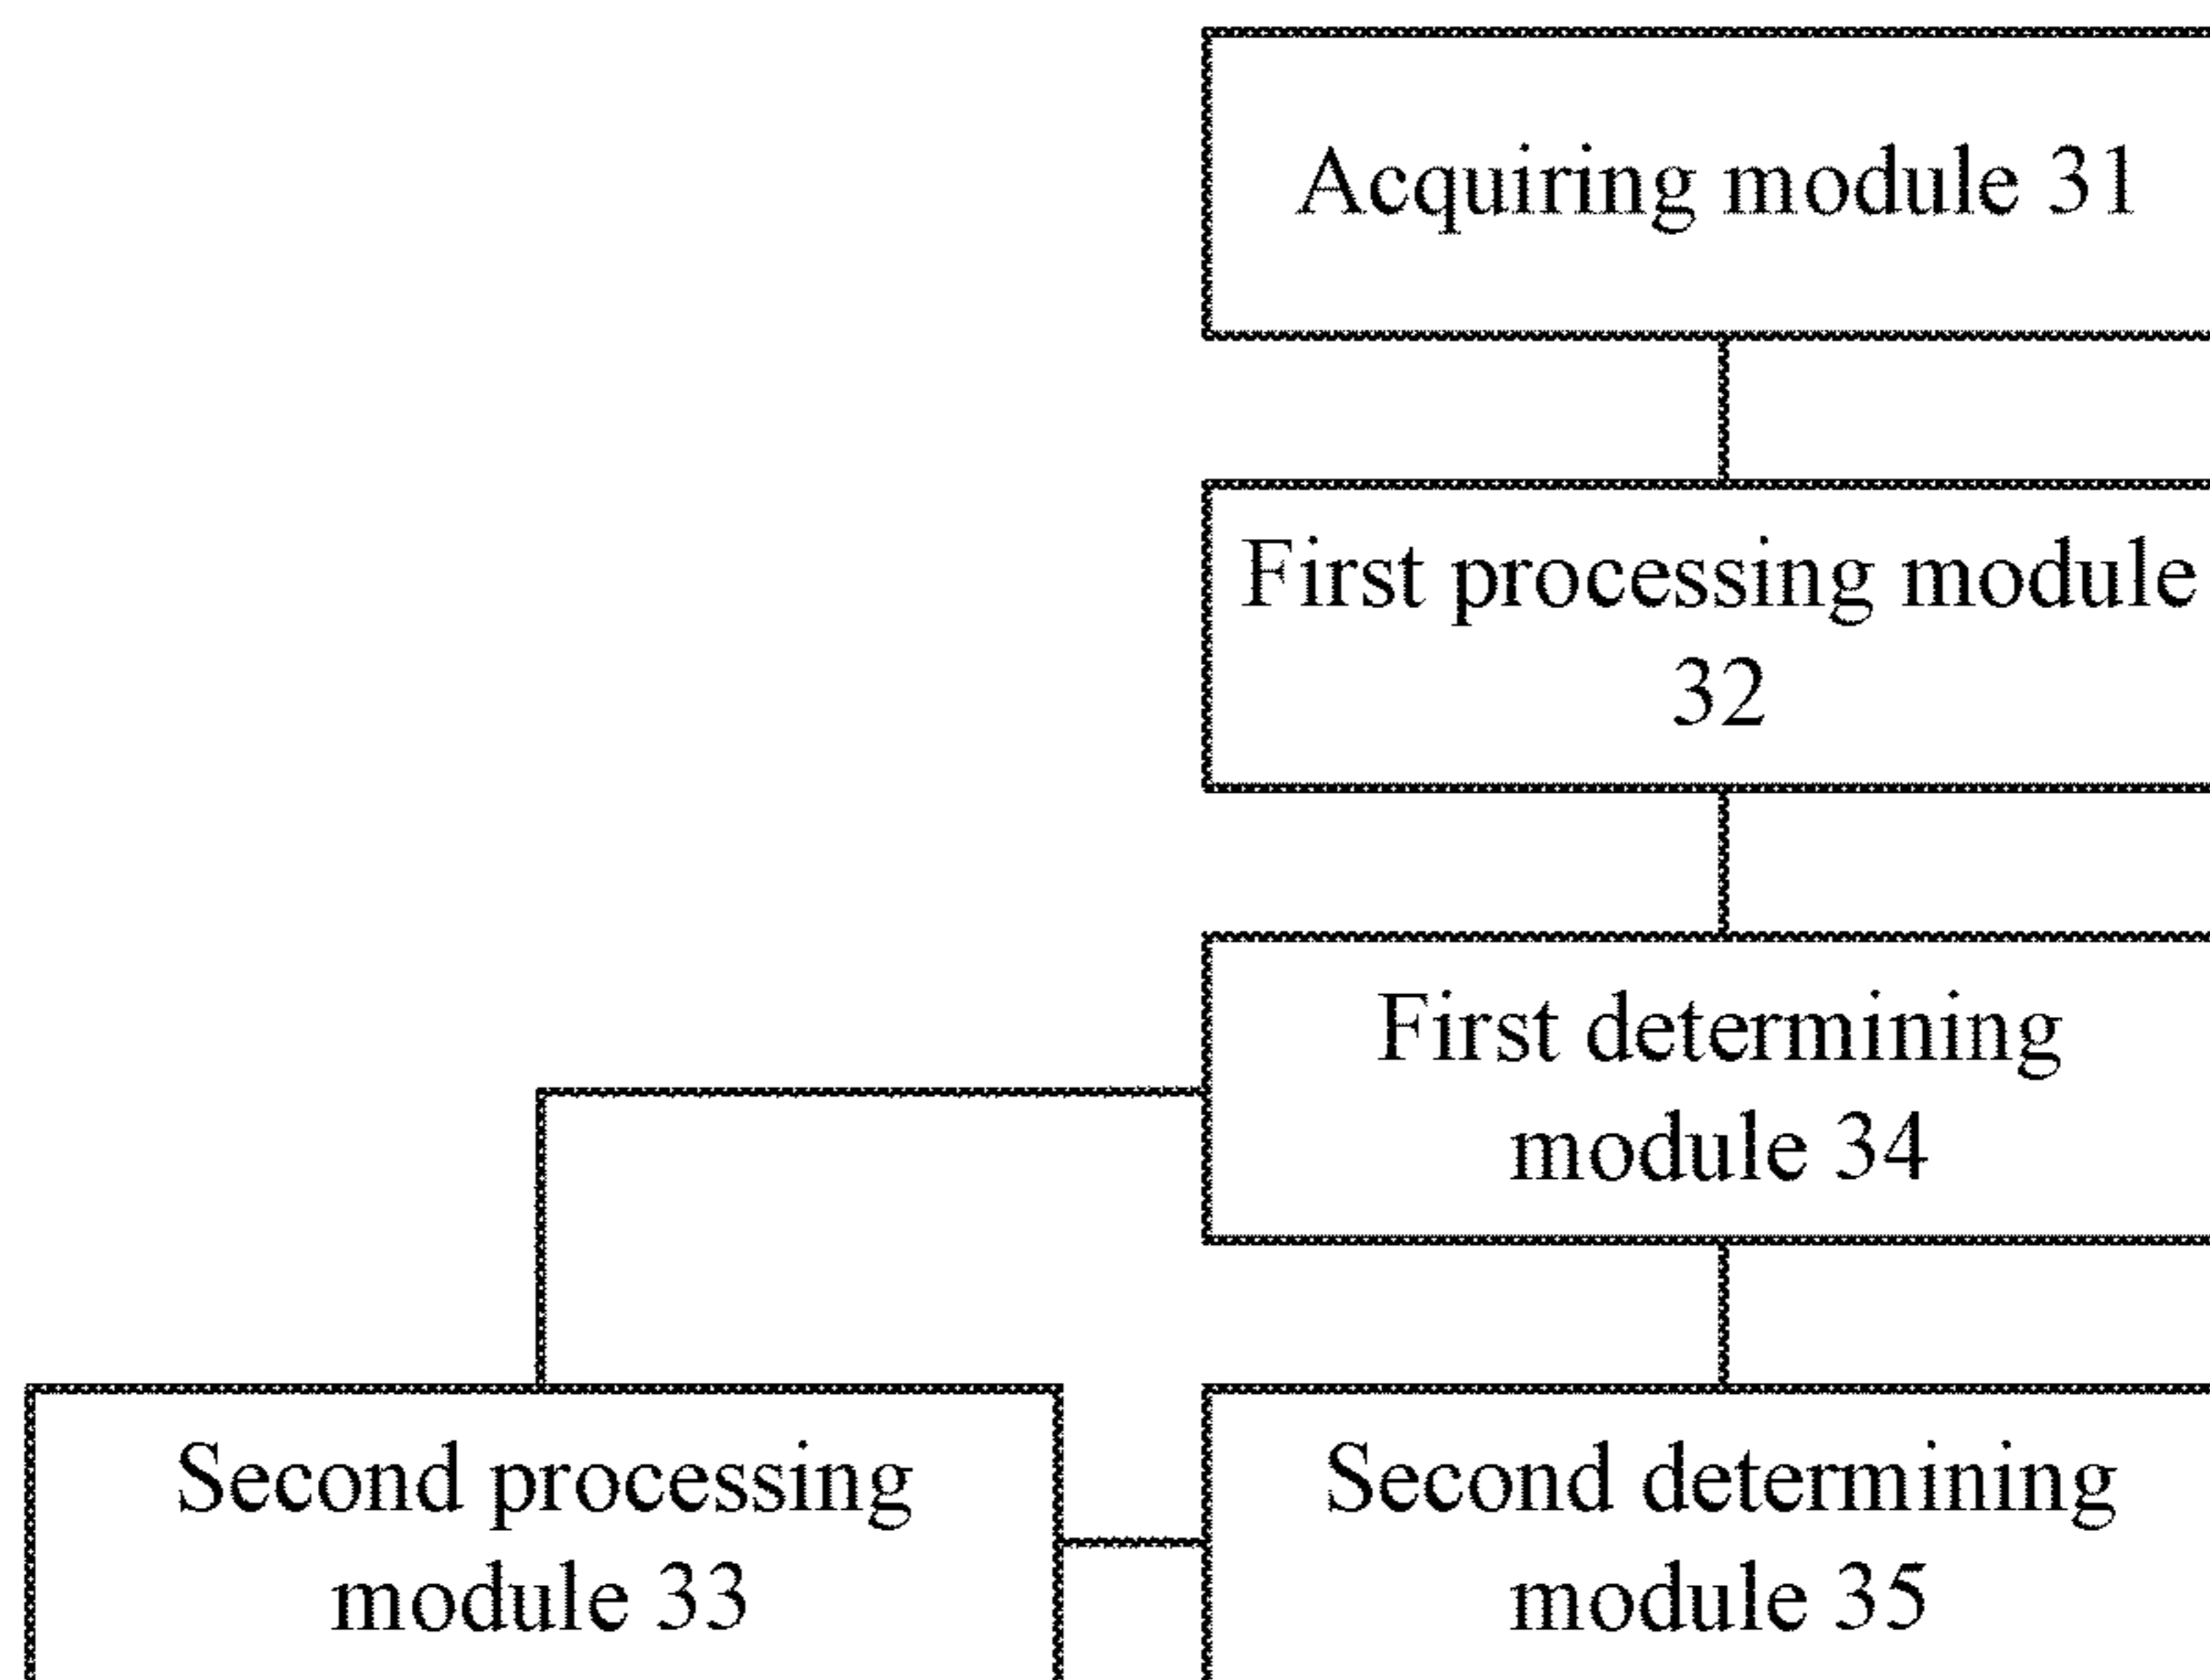 Acquiring module 31
First processing module
32
First determining
module 34
Second processing
module 33
Second determining
module 35